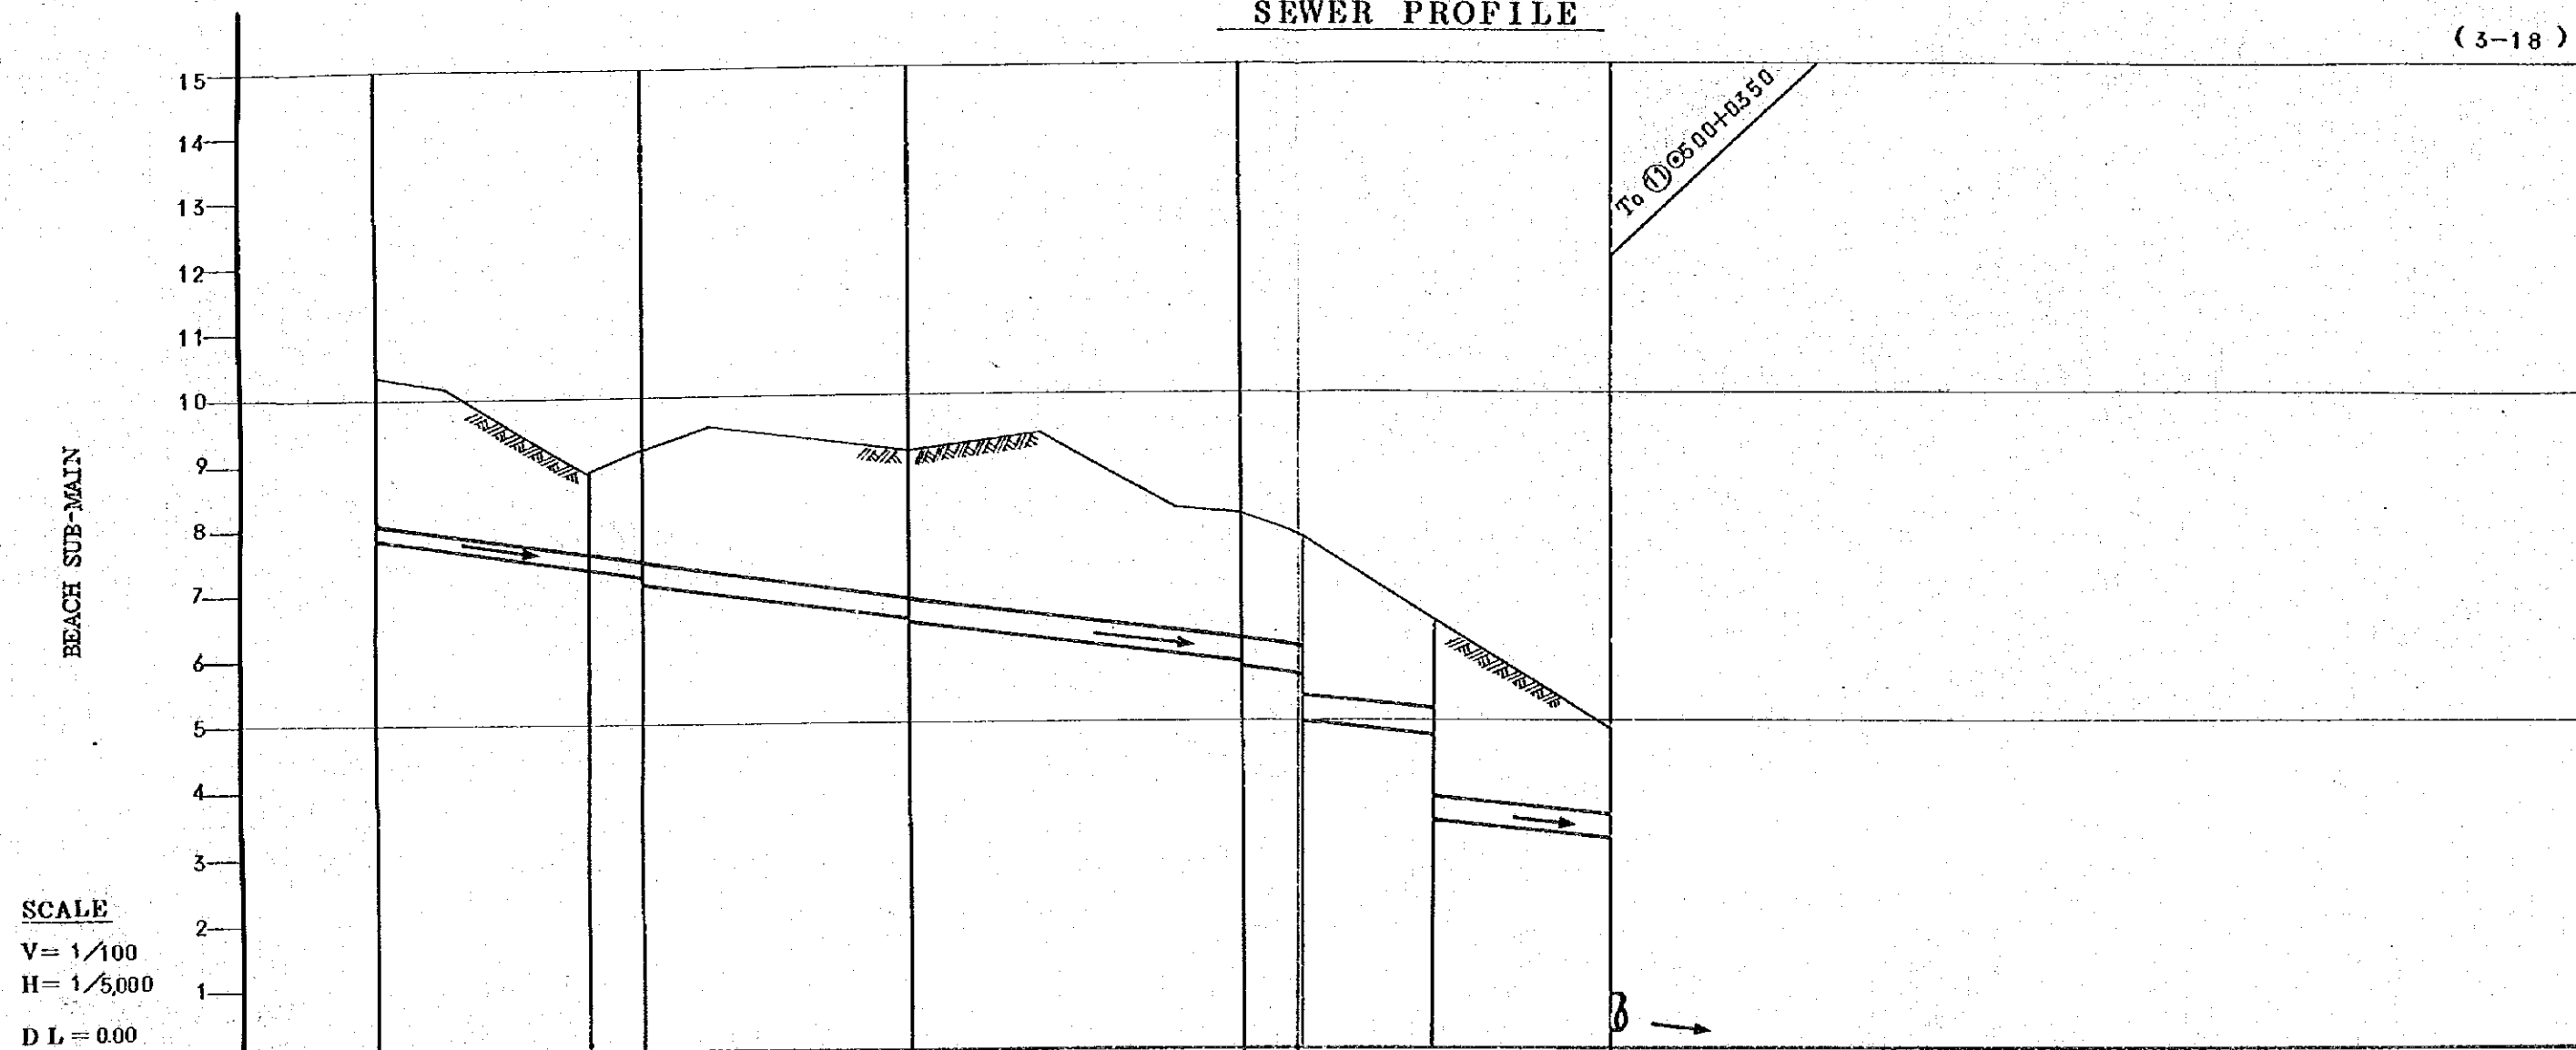 SEWER PROFILE
( 3-18 )
15
14
13
12
11
10
9
8
7
6
5
4
3
2
1
To ⑪⊙500+0350
BEACH SUB-MAIN
SCALE
V= 1/100
H= 1/5,000
D L = 0.00